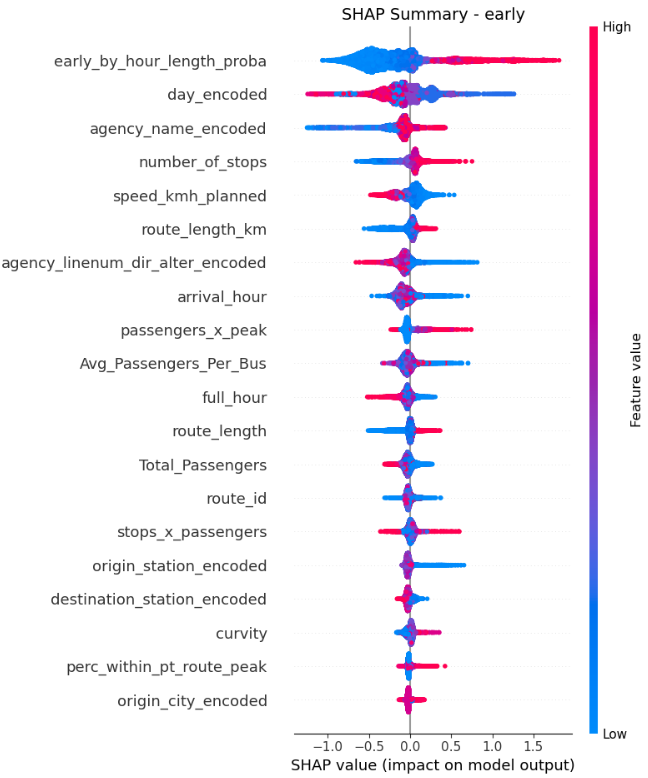 SHAP Summary - early
High
early_by_hour_length_proba
day_encoded
agency_name_encoded
number_of_stops
speed_kmh_planned
route_length_km
agency_linenum_dir_alter_encoded
arrival_hour
passengers_x_peak
Avg_Passengers_Per_Bus
full_hour
route_length
Total_Passengers
route_id
stops_x_passengers
origin_station_encoded
destination_station_encoded
curvity
perc_within_pt_route_peak
origin_city_encoded
Feature value
Low
−1.0 −0.5 0.0 0.5 1.0 1.5
SHAP value (impact on model output)